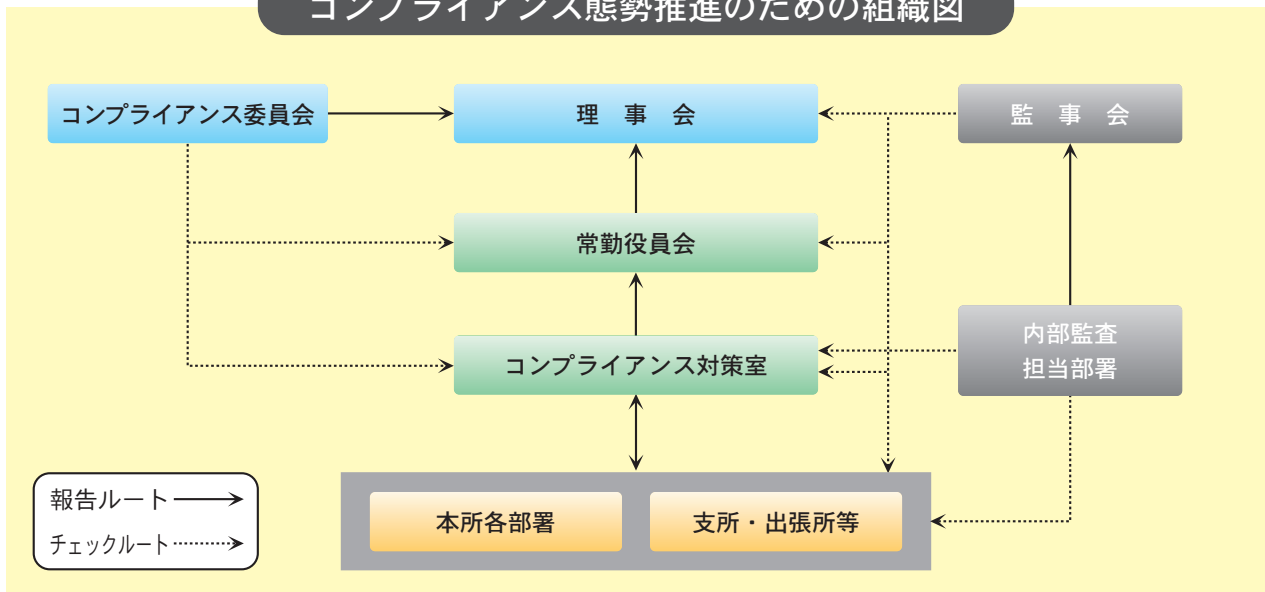 コンプライアンス態勢推進のための組織図
コンプライアンス委員会
理　事　会
監　事　会
常勤役員会
コンプライアンス対策室
内部監査
担当部署
本所各部署
支所・出張所等
報告ルート
チェックルート